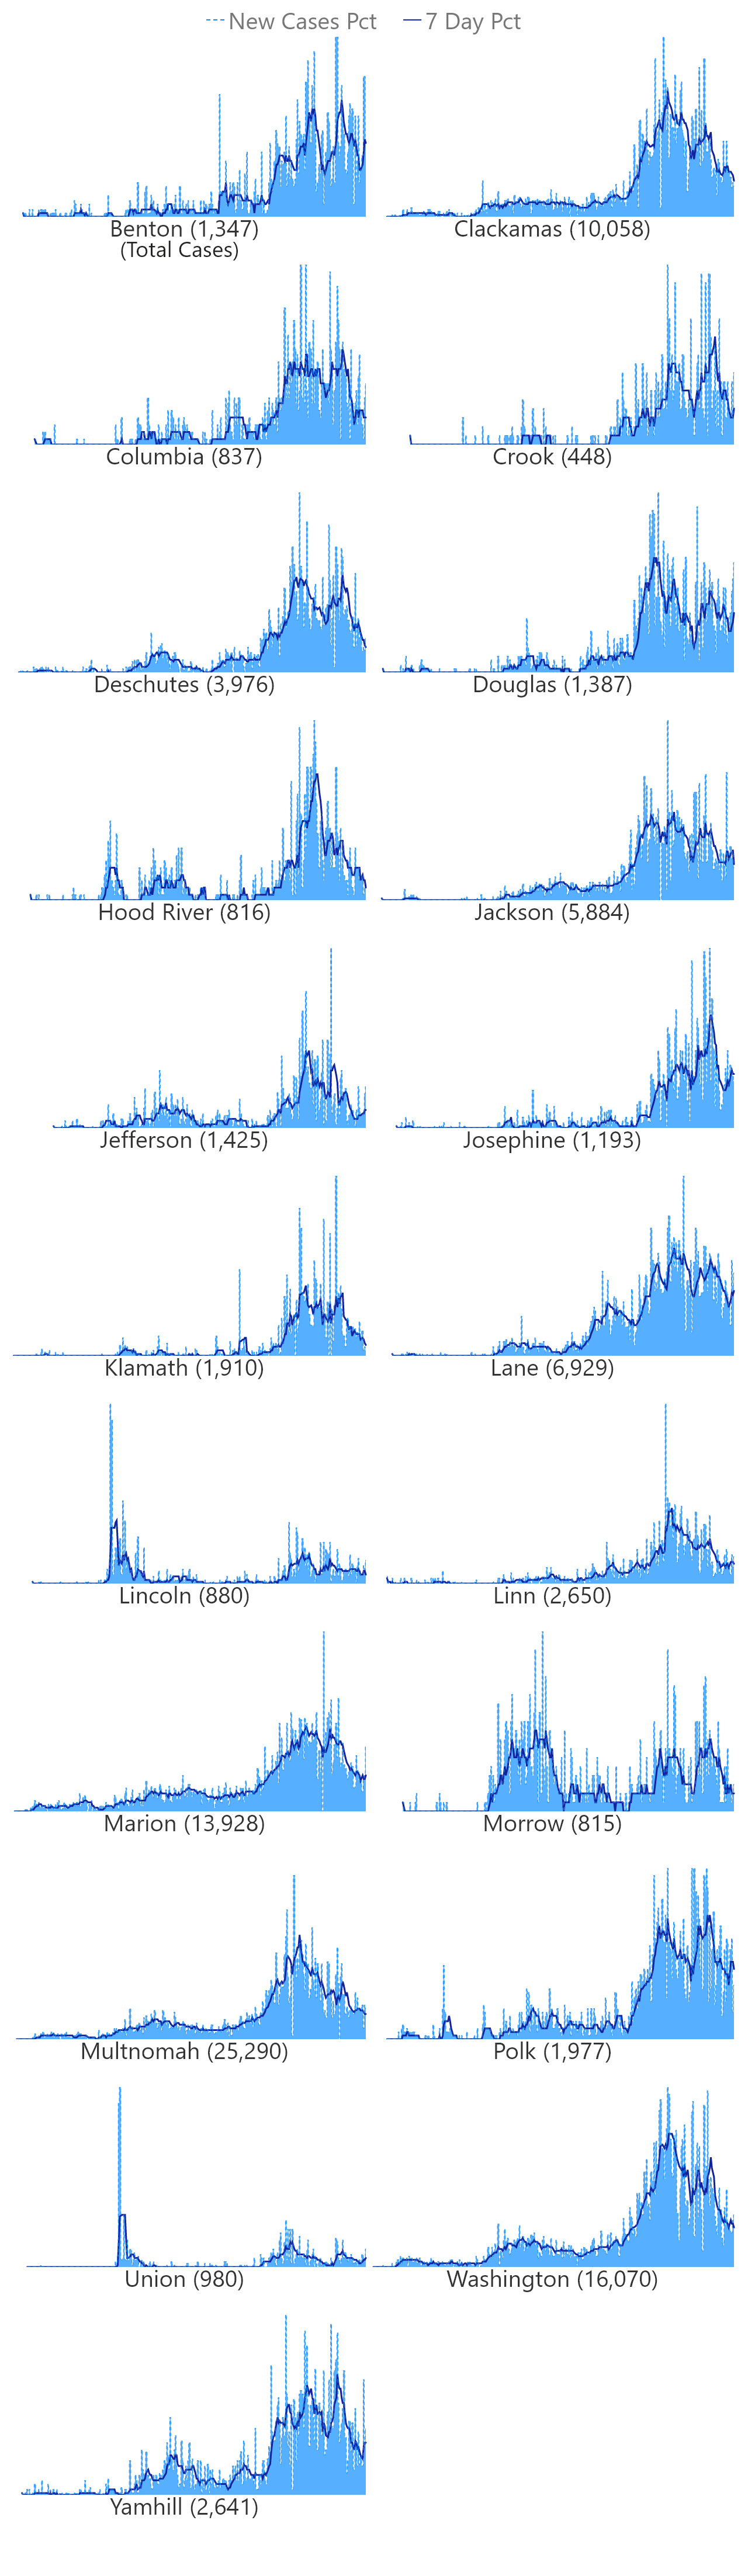 New Cases Pct 7 Day Pct
Benton (1,347) Clackamas (10,058)
(Total Cases)
Columbia (837) Crook (448)
Deschutes (3,976) Douglas (1,387)
Hood River (816) Jackson (5,884)
Jefferson (1,425) Josephine (1,193)
Klamath (1,910) Lane (6,929)
Lincoln (880) Linn (2,650)
Marion (13,928) Morrow (815)
Multnomah (25,290) Polk (1,977)
Union (980) Washington (16,070)
Yamhill (2,641)